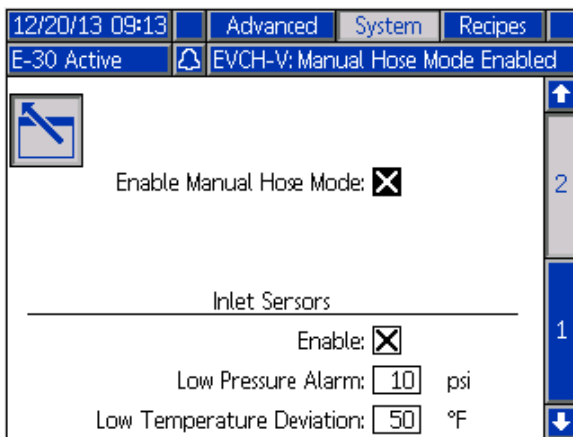 12/20/13 09:13 Advanced System Recipes
E-30 Active EVCH-V: Manual Hose Mode Enabled
Enable Manual Hose Mode:
2
Inlet Sensors
Enable:
1
Low Pressure Alarm: 10 psi
Low Temperature Deviation: 50 °F